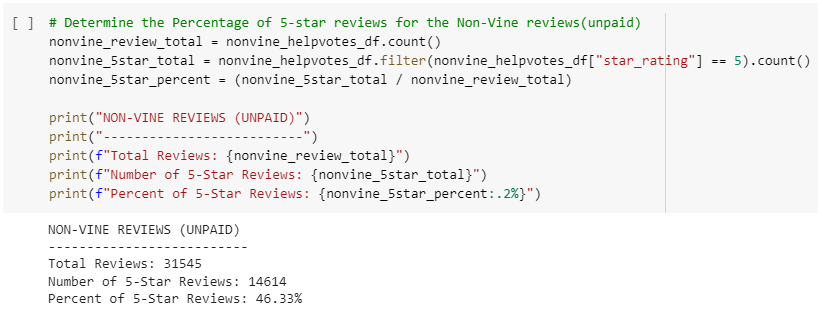 [ ] # Determine the Percentage of 5-star reviews for the Non-Vine reviews(unpaid)
nonvine_review_total = nonvine_helpvotes_df.count()
nonvine_5star_total = nonvine_helpvotes_df.filter(nonvine_helpvotes_df["star_rating"] == 5).count()
nonvine_5star_percent = (nonvine_5star_total / nonvine_review_total)
print("NON-VINE REVIEWS (UNPAID)")
print("--------------------------")
print(f"Total Reviews: {nonvine_review_total}")
print(f"Number of 5-Star Reviews: {nonvine_5star_total}")
print(f"Percent of 5-Star Reviews: {nonvine_5star_percent:.2%}")
NON-VINE REVIEWS (UNPAID)
--------------------------
Total Reviews: 31545
Number of 5-Star Reviews: 14614
Percent of 5-Star Reviews: 46.33%